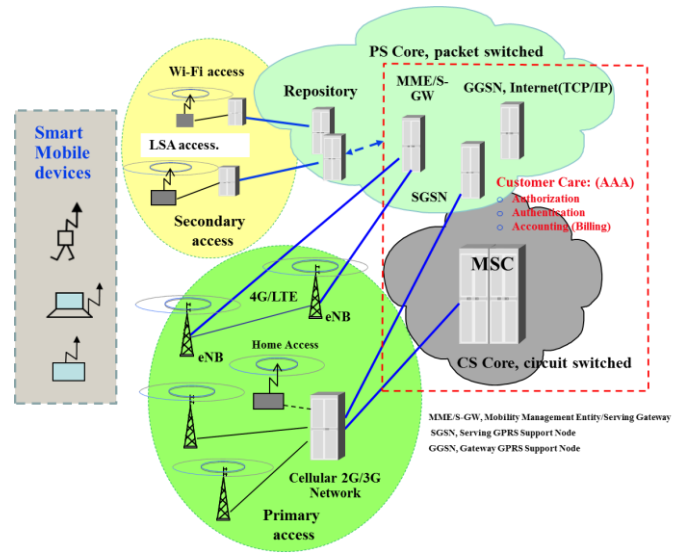 PS Core, packet switched
Wi-Fi access
MME/S-
GW
GGSN, Internet(TCP/IP)
Repository
Smart
Mobile
devices
LSA access.
Customer Care: (AAA)
Authorization
Authentication
Accounting (Billing)
SGSN
Secondary
access
MSC
4G/LTE
eNB
eNB
Home Access
CS Core, circuit switched
MME/S-GW, Mobility Management Entity/Serving Gateway
SGSN, Serving GPRS Support Node
GGSN, Gateway GPRS Support Node
Cellular 2G/3G
Network
Primary
access